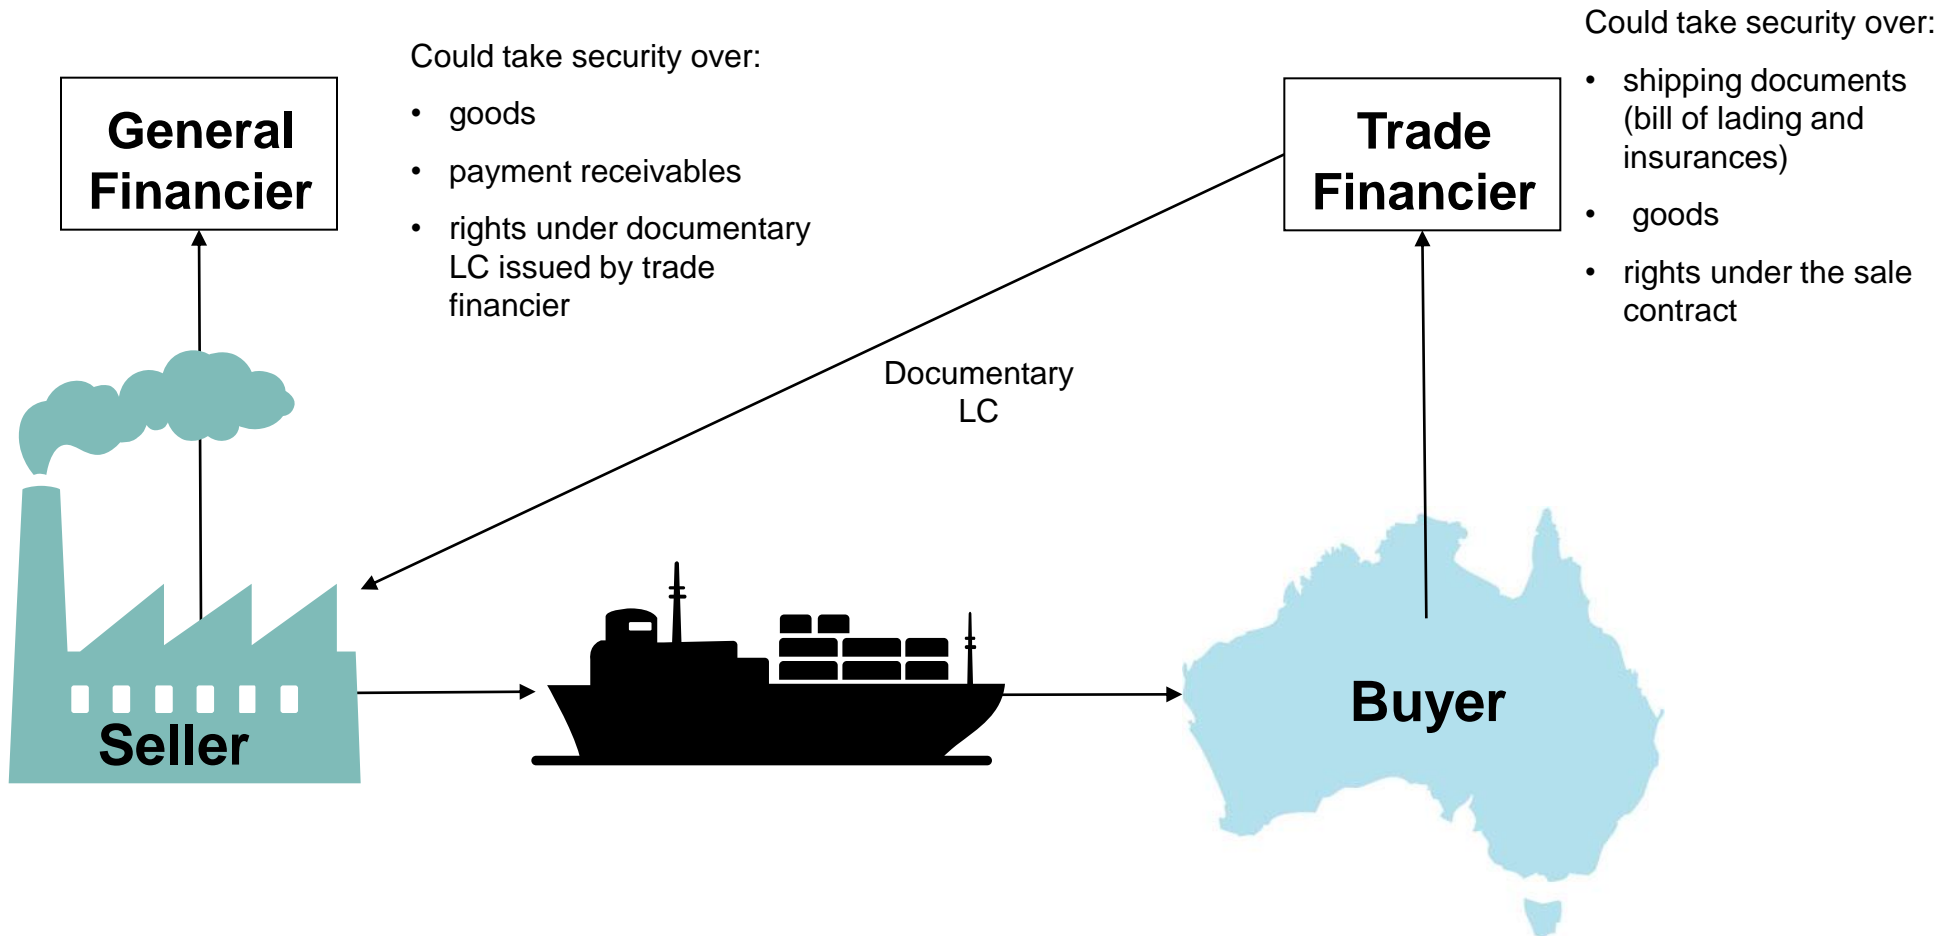 General
Financier
Could take security over:
• goods
• payment receivables
• rights under documentary
LC issued by trade
financier
Trade
Financier
Could take security over:
• shipping documents
(bill of lading and
insurances)
• goods
• rights under the sale
contract
Documentary
LC
Seller
Buyer